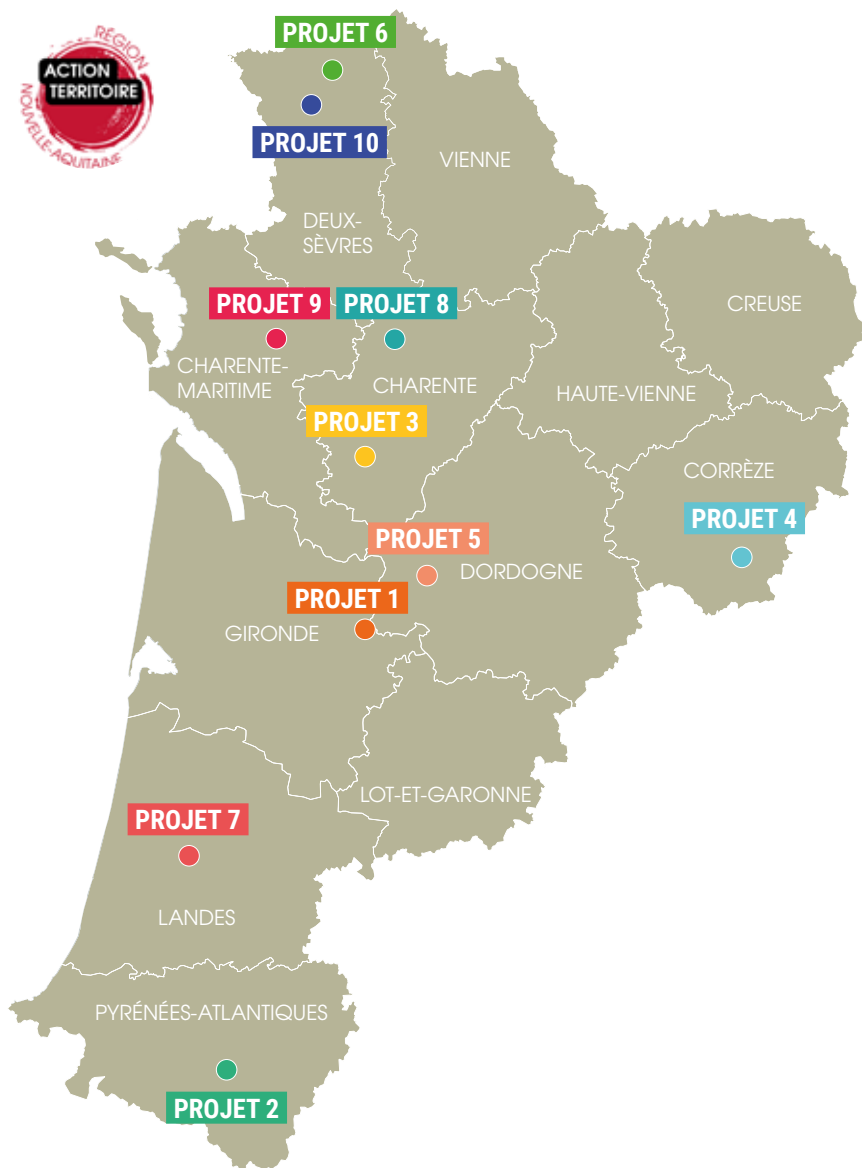 PROJET 6
RÉGION
NOUVELLE-AQUITAINE
ACTION
TERRITOIRE
PROJET 10
VIENNE
DEUX-
SÈVRES
PROJET 9
PROJET 8
CREUSE
CHARENTE-
MARITIME
CHARENTE
HAUTE-VIENNE
PROJET 3
CORRÈZE
PROJET 4
PROJET 5
DORDOGNE
PROJET 1
GIRONDE
LOT-ET-GARONNE
PROJET 7
LANDES
PYRÉNÉES-ATLANTIQUES
PROJET 2